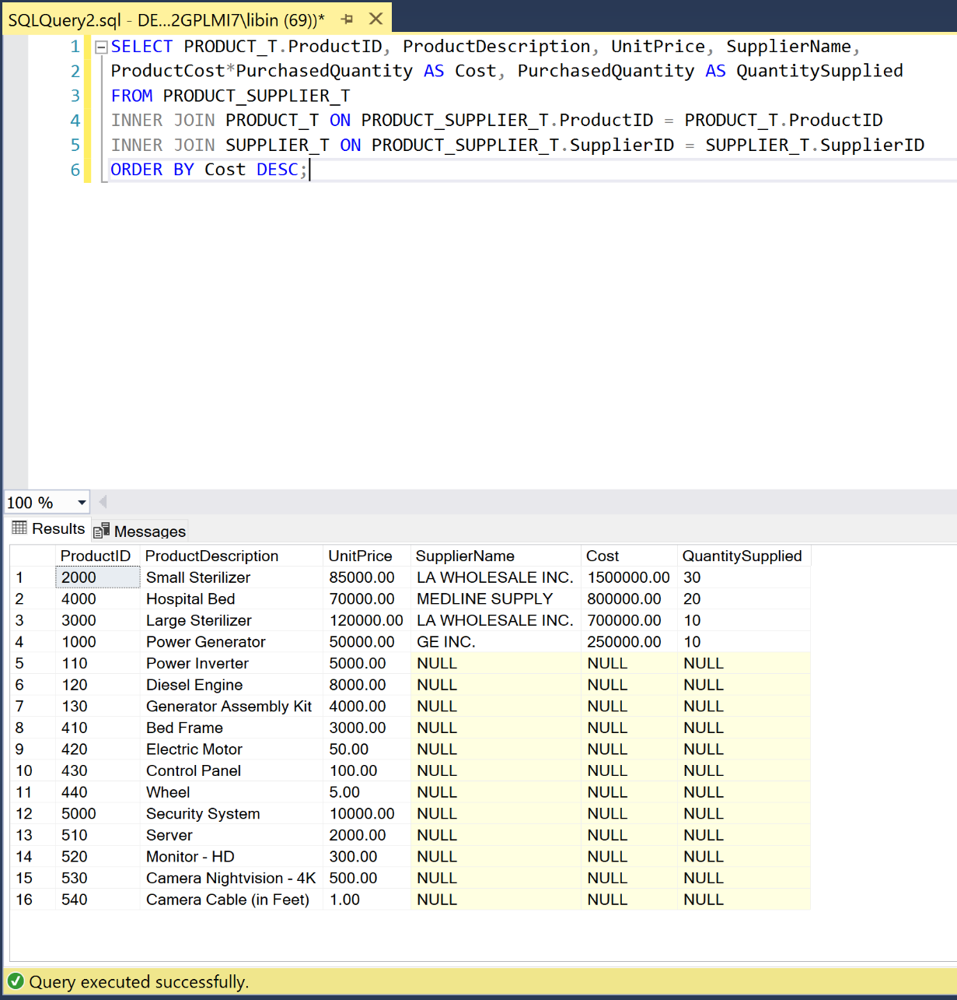 SQLQuery2.sql - DE...2GPLMI7\libin (69))*
1 SELECT PRODUCT_T.ProductID, ProductDescription, UnitPrice, SupplierName,
2 ProductCost*PurchasedQuantity AS Cost, PurchasedQuantity AS QuantitySupplied
3 FROM PRODUCT_SUPPLIER_T
4 INNER JOIN PRODUCT_T ON PRODUCT_SUPPLIER_T.ProductID = PRODUCT_T.ProductID
5 INNER JOIN SUPPLIER_T ON PRODUCT_SUPPLIER_T.SupplierID = SUPPLIER_T.SupplierID
6 ORDER BY Cost DESC;
100 %
Results Messages
ProductID ProductDescription UnitPrice SupplierName Cost QuantitySupplied
1 2000 Small Sterilizer 85000.00 LA WHOLESALE INC. 1500000.00 30
2 4000 Hospital Bed 70000.00 MEDLINE SUPPLY 800000.00 20
3 3000 Large Sterilizer 120000.00 LA WHOLESALE INC. 700000.00 10
4 1000 Power Generator 50000.00 GE INC. 250000.00 10
5 110 Power Inverter 5000.00 NULL NULL NULL
6 120 Diesel Engine 8000.00 NULL NULL NULL
7 130 Generator Assembly Kit 4000.00 NULL NULL NULL
8 410 Bed Frame 3000.00 NULL NULL NULL
9 420 Electric Motor 50.00 NULL NULL NULL
10 430 Control Panel 100.00 NULL NULL NULL
11 440 Wheel 5.00 NULL NULL NULL
12 5000 Security System 10000.00 NULL NULL NULL
13 510 Server 2000.00 NULL NULL NULL
14 520 Monitor - HD 300.00 NULL NULL NULL
15 530 Camera Nightvision - 4K 500.00 NULL NULL NULL
16 540 Camera Cable (in Feet) 1.00 NULL NULL NULL
Query executed successfully.